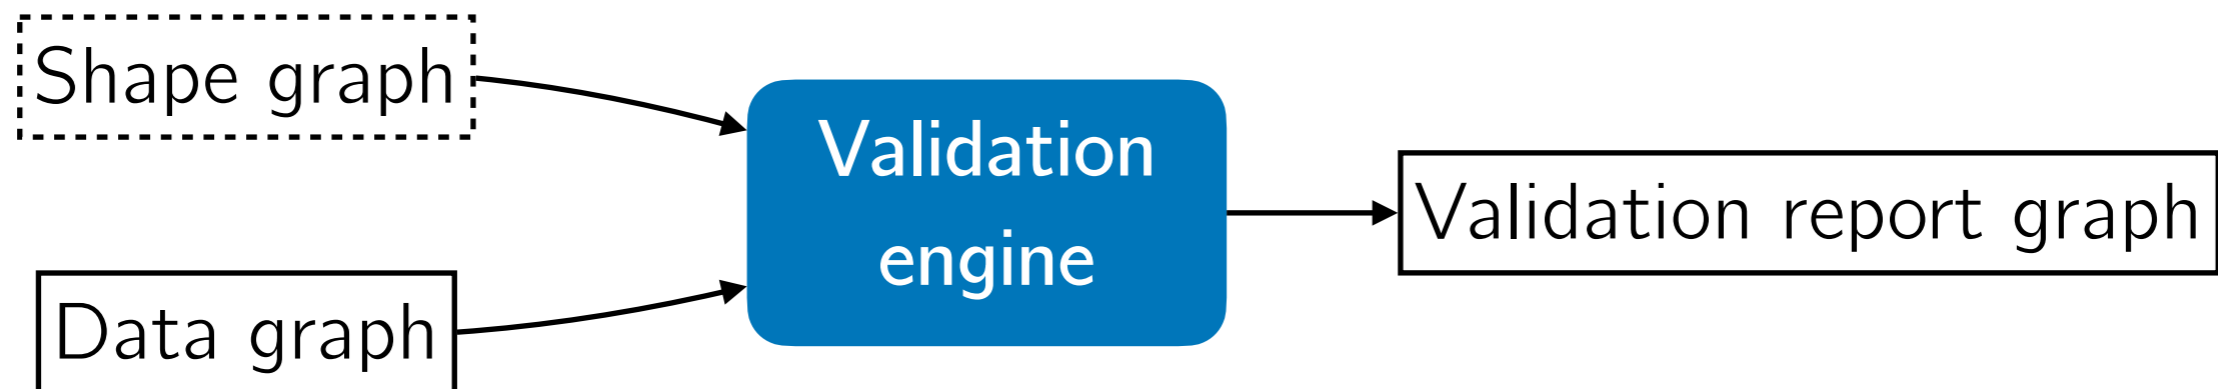 Shape graph
Validation
engine
Validation report graph
Data graph